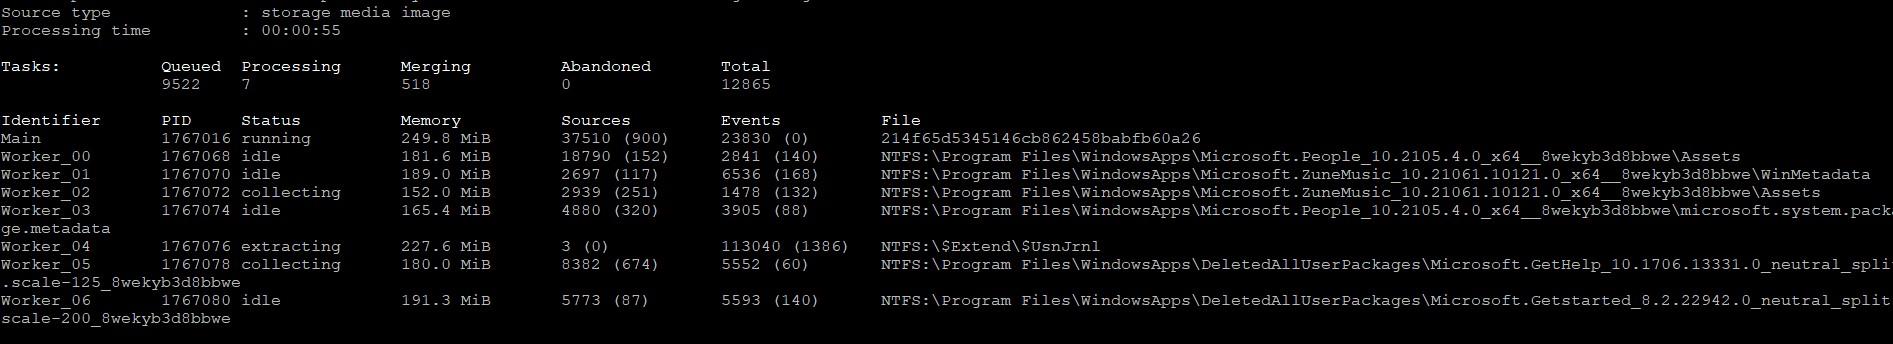 Source type : storage media image
Processing time : 00:00:55
Tasks: Queued Processing Merging Abandoned Total
9522 7 518 0 12865
Identifier PID Status Memory Sources Events File
Main 1767016 running 249.8 MiB 37510 (900) 23830 (0) 214f65d5345146cb862458babfb60a26
Worker_00 1767068 idle 181.6 MiB 18790 (152) 2841 (140) NTFS:\Program Files\WindowsApps\Microsoft.People_10.2105.4.0_x64__8wekyb3d8bbwe\Assets
Worker_01 1767070 idle 189.0 MiB 2697 (117) 6536 (168) NTFS:\Program Files\WindowsApps\Microsoft.ZuneMusic_10.21061.10121.0_x64__8wekyb3d8bbwe\WinMetadata
Worker_02 1767072 collecting 152.0 MiB 2939 (251) 1478 (132) NTFS:\Program Files\WindowsApps\Microsoft.ZuneMusic_10.21061.10121.0_x64__8wekyb3d8bbwe\Assets
Worker_03 1767074 idle 165.4 MiB 4880 (320) 3905 (88) NTFS:\Program Files\WindowsApps\Microsoft.People_10.2105.4.0_x64__8wekyb3d8bbwe\microsoft.system.packa
ge.metadata
Worker_04 1767076 extracting 227.6 MiB 3 (0) 113040 (1386) NTFS:\$Extend\$UsnJrnl
Worker_05 1767078 collecting 180.0 MiB 8382 (674) 5552 (60) NTFS:\Program Files\WindowsApps\DeletedAllUserPackages\Microsoft.GetHelp_10.1706.13331.0_neutral_split
.scale-125_8wekyb3d8bbwe
Worker_06 1767080 idle 191.3 MiB 5773 (87) 5593 (140) NTFS:\Program Files\WindowsApps\DeletedAllUserPackages\Microsoft.Getstarted_8.2.22942.0_neutral_split.
scale-200_8wekyb3d8bbwe